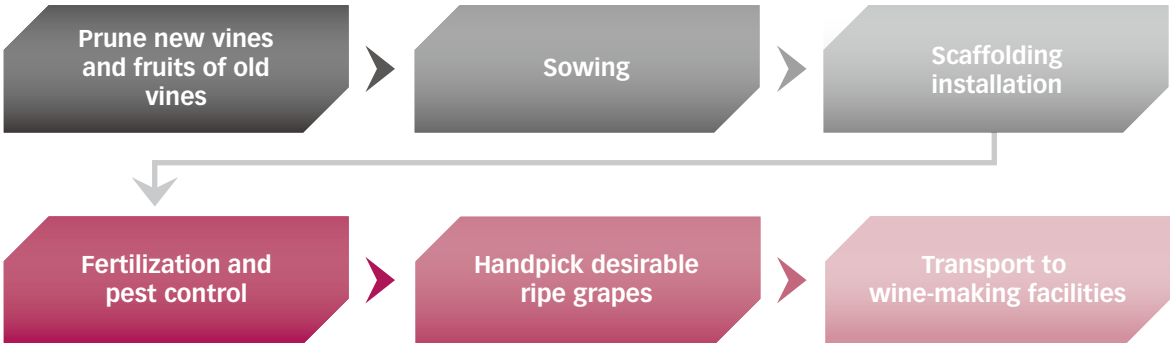 Prune new vines
and fruits of old
vines
Sowing
Scaffolding
installation
Fertilization and
pest control
Handpick desirable
ripe grapes
Transport to
wine-making facilities